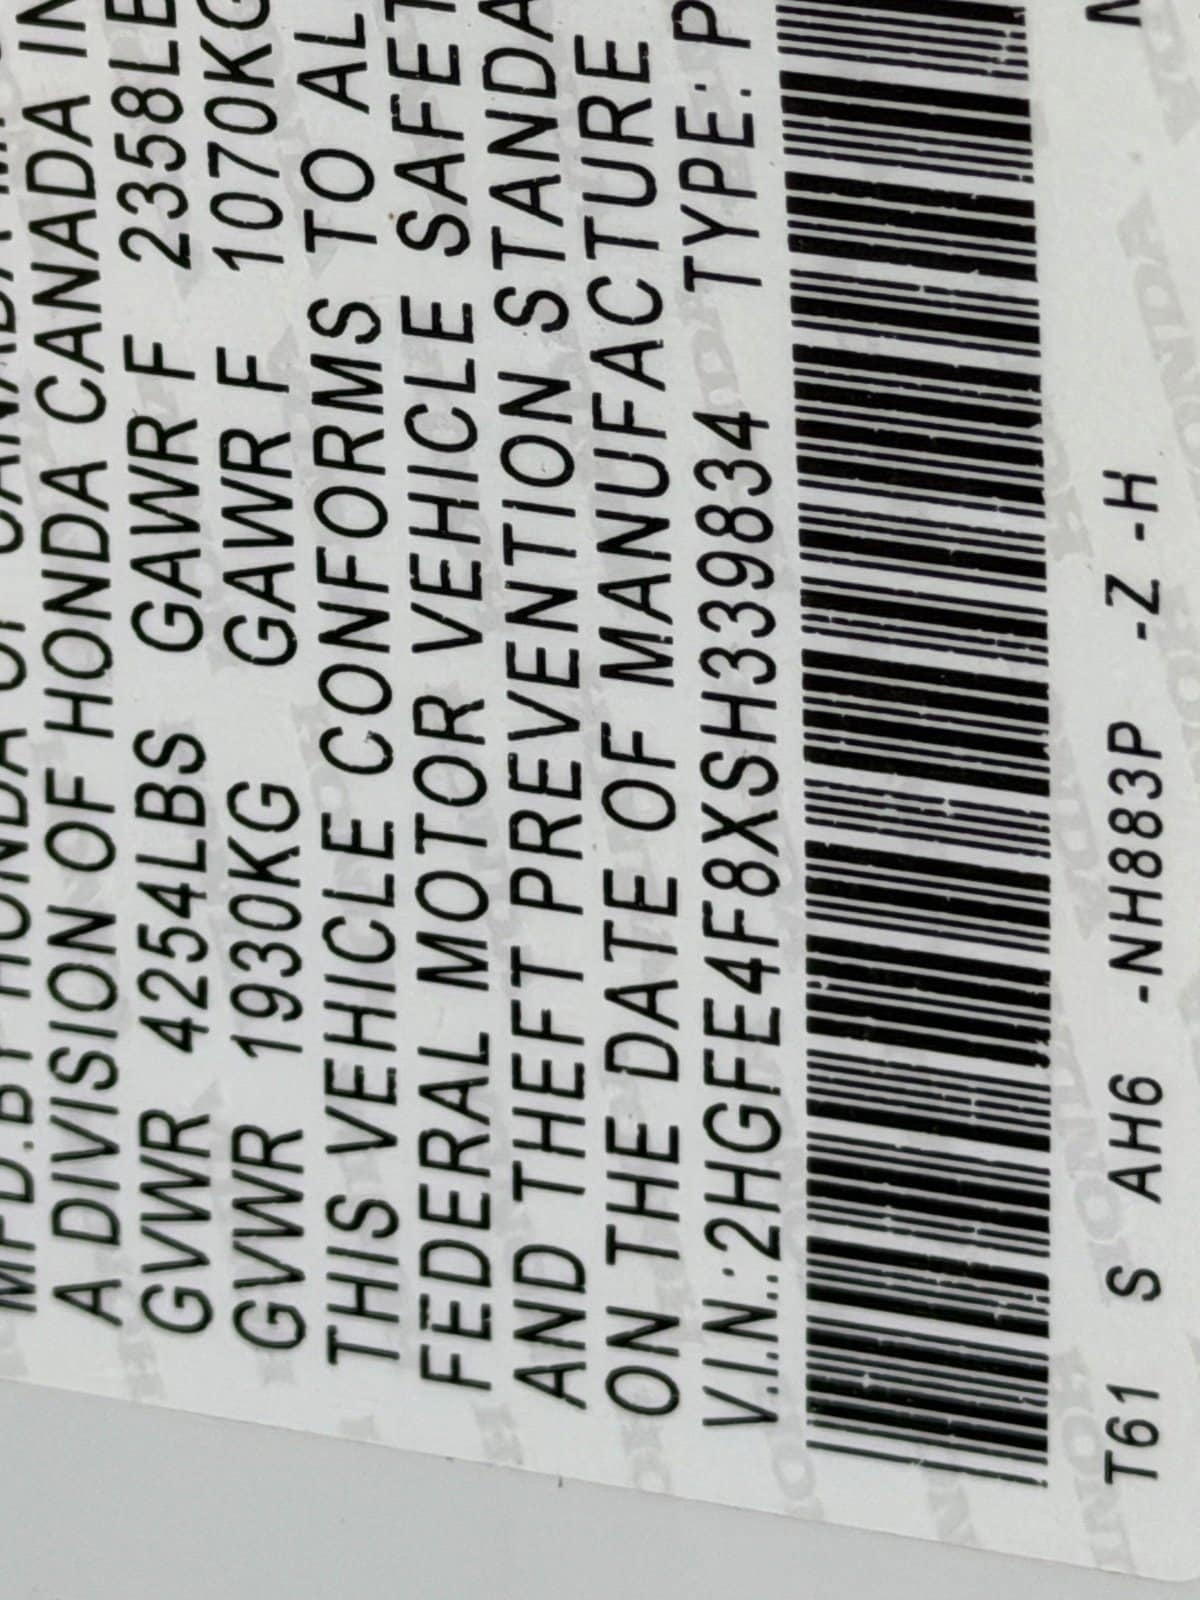 MFD.BY HONDA OF CANADA
A DIVISION OF HONDA CANADA IN
GVWR 4254LBS GAWR F 2358LB
GVWR 1930KG GAWR F 1070KG
THIS VEHICLE CONFORMS TO AL
FEDERAL MOTOR VEHICLE SAFET
AND THEFT PREVENTION STANDA
ON THE DATE OF MANUFACTURE
V.I.N.:2HGFE4F8XSH339834 TYPE: P
T61 S AH6 -NH883P -Z -H